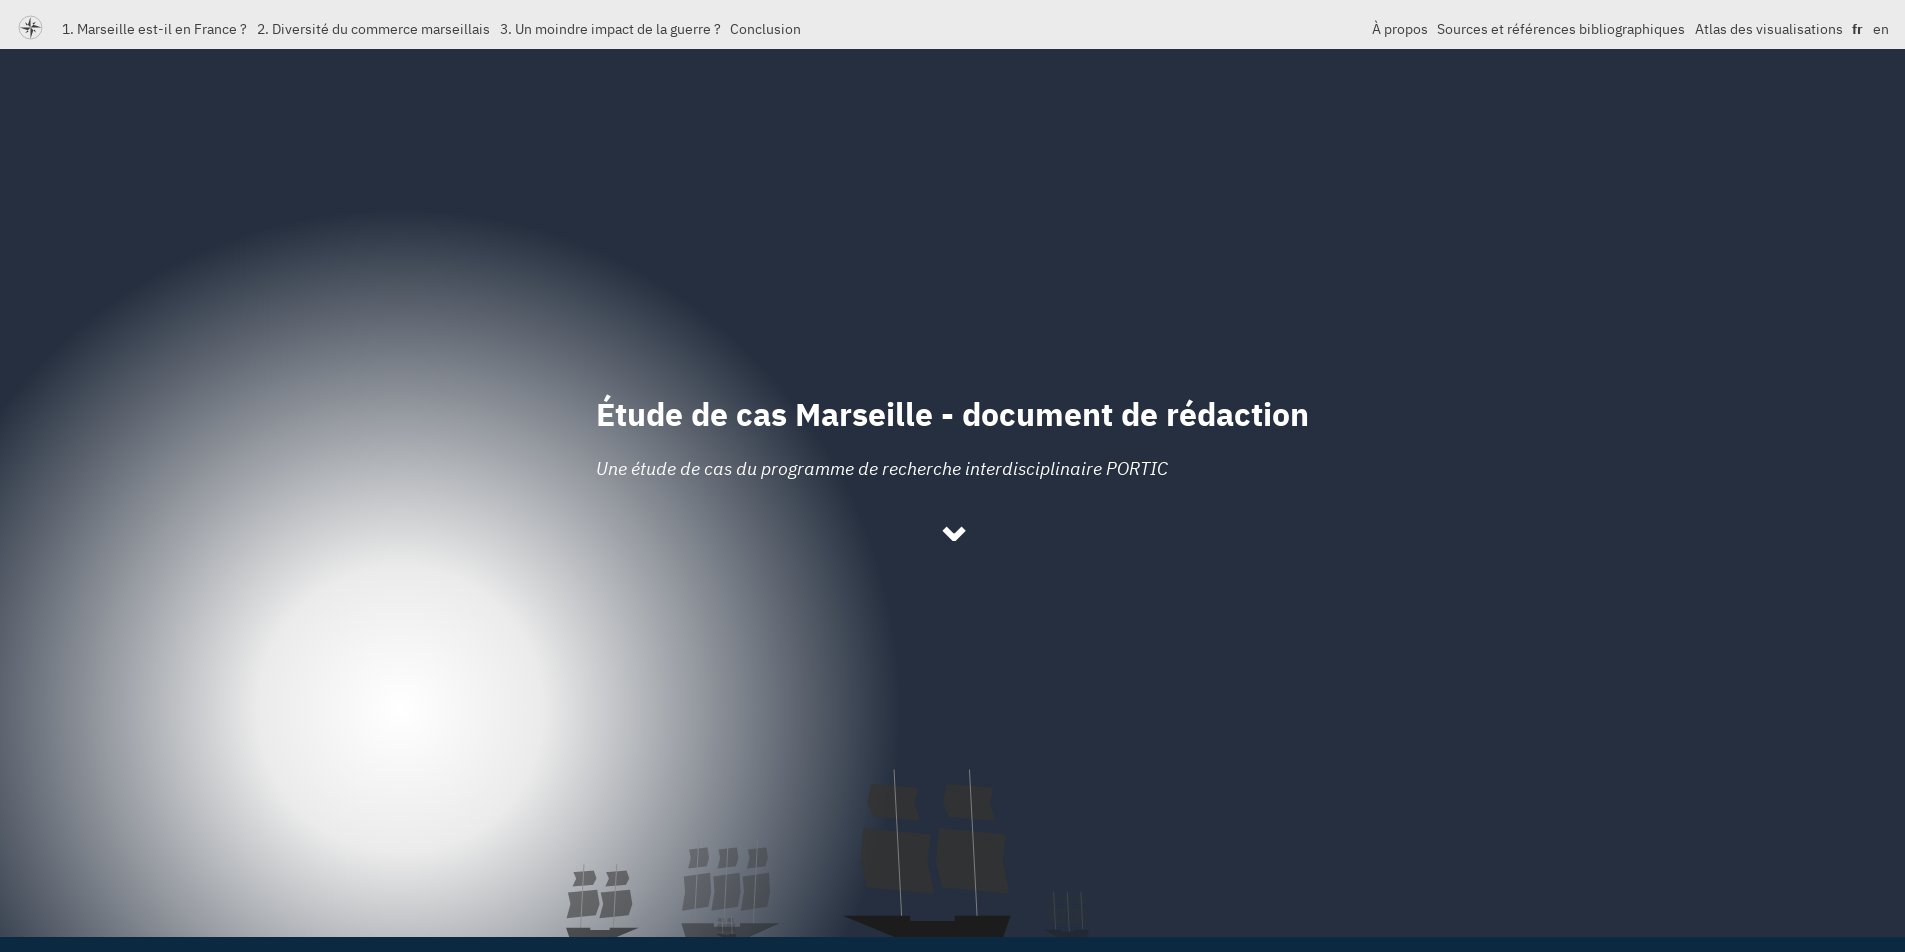 1. Marseille est-il en France ? 2. Diversité du commerce marseillais 3. Un moindre impact de la guerre ? Conclusion À propos Sources et références bibliographiques Atlas des visualisations fr en
Étude de cas Marseille - document de rédaction
Une étude de cas du programme de recherche interdisciplinaire PORTIC